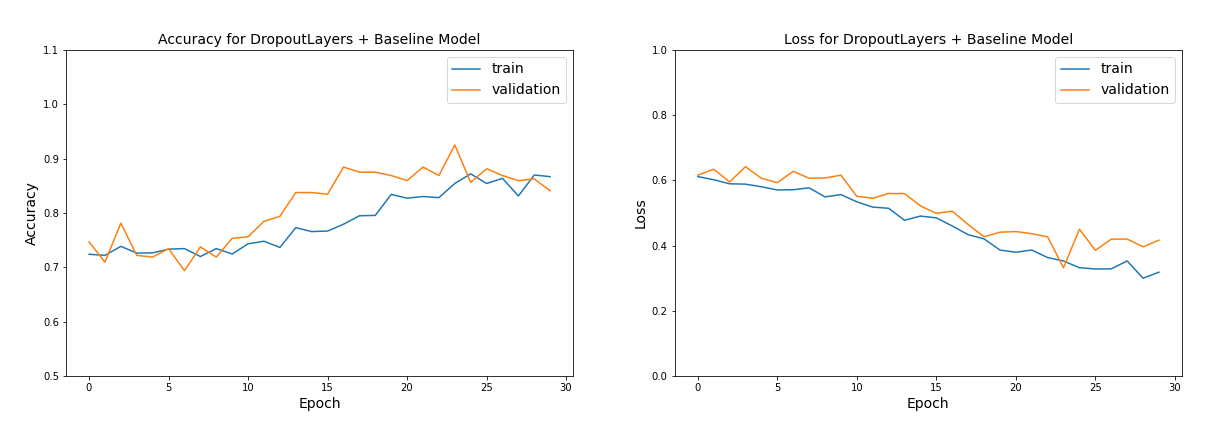 Accuracy for DropoutLayers + Baseline Model
1.1
1.0
0.9
0.8
0.7
0.6
0.5
Accuracy
train
validation
0 5 10 15 20 25 30
Epoch
Loss for DropoutLayers + Baseline Model
1.0
0.8
0.6
0.4
0.2
0.0
Loss
train
validation
0 5 10 15 20 25 30
Epoch